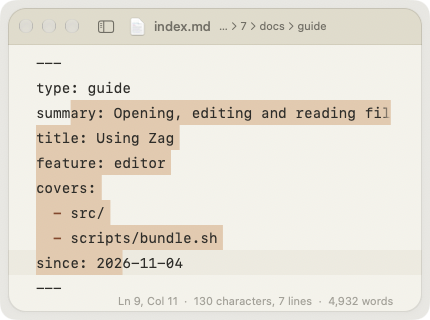 index.md ... > 7 > docs > guide
---
type: guide
summary: Opening, editing and reading fil
title: Using Zag
feature: editor
covers:
  - src/
  - scripts/bundle.sh
since: 2026-11-04
---
Ln 9, Col 11 · 130 characters, 7 lines · 4,932 words